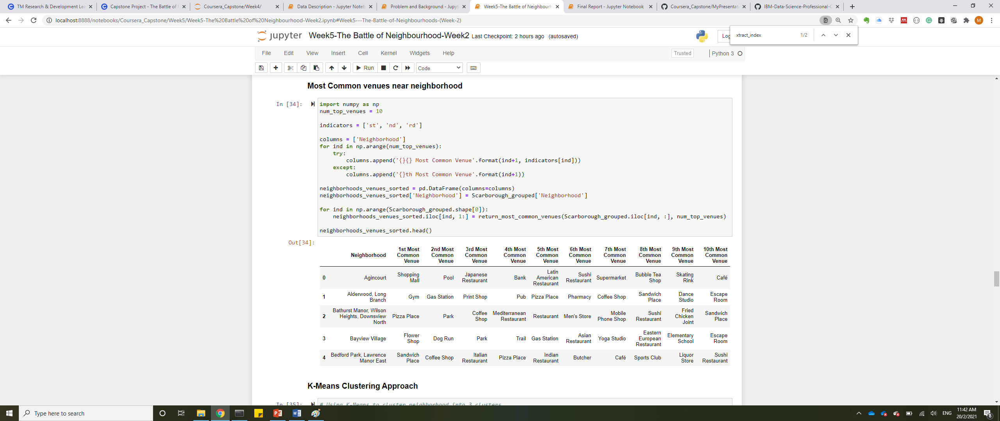 TM Research & Development Lea
Capstone Project - The Battle of
Coursera_Capstone/Week4/
Data Description - Jupyter Noteb
Problem and Background - Jupyt
Week5-The Battle of Neighbourh
Final Report - Jupyter Notebook
Coursera_Capstone/MyPresentat
IBM-Data-Science-Professional-C
localhost:8888/notebooks/Coursera_Capstone/Week5/Week5-The%20Battle%20of%20Neighbourhood-Week2.ipynb#Week5---The-Battle-of-Neighbourhoods-(Week-2)
M
jupyter Week5-The Battle of Neighbourhood-Week2 Last Checkpoint: 2 hours ago (autosaved)
Log
xtract_index 1/2
File Edit View Insert Cell Kernel Widgets Help
Trusted Python 3
Run Code
Most Common venues near neighborhood
In [34]:
import numpy as np
num_top_venues = 10
indicators = ['st', 'nd', 'rd']
columns = ['Neighborhood']
for ind in np.arange(num_top_venues):
    try:
        columns.append('{}{} Most Common Venue'.format(ind+1, indicators[ind]))
    except:
        columns.append('{}th Most Common Venue'.format(ind+1))
neighborhoods_venues_sorted = pd.DataFrame(columns=columns)
neighborhoods_venues_sorted['Neighborhood'] = Scarborough_grouped['Neighborhood']
for ind in np.arange(Scarborough_grouped.shape[0]):
    neighborhoods_venues_sorted.iloc[ind, 1:] = return_most_common_venues(Scarborough_grouped.iloc[ind, :], num_top_venues)
neighborhoods_venues_sorted.head()
Out[34]:
Neighborhood 1st Most Common Venue 2nd Most Common Venue 3rd Most Common Venue 4th Most Common Venue 5th Most Common Venue 6th Most Common Venue 7th Most Common Venue 8th Most Common Venue 9th Most Common Venue 10th Most Common Venue
0 Agincourt Shopping Mall Pool Japanese Restaurant Bank Latin American Restaurant Sushi Restaurant Supermarket Bubble Tea Shop Skating Rink Café
1 Alderwood, Long Branch Gym Gas Station Print Shop Pub Pizza Place Pharmacy Coffee Shop Sandwich Place Dance Studio Escape Room
2 Bathurst Manor, Wilson Heights, Downsview North Pizza Place Park Coffee Shop Mediterranean Restaurant Restaurant Men's Store Mobile Phone Shop Sushi Restaurant Fried Chicken Joint Sandwich Place
3 Bayview Village Flower Shop Dog Run Park Trail Gas Station Asian Restaurant Yoga Studio Eastern European Restaurant Elementary School Escape Room
4 Bedford Park, Lawrence Manor East Sandwich Place Coffee Shop Italian Restaurant Pizza Place Indian Restaurant Butcher Café Sports Club Liquor Store Sushi Restaurant
K-Means Clustering Approach
In [35]:
# Using K-Means to cluster neighborhood into 3 clusters
Type here to search
ENG
11:42 AM
20/2/2021
8